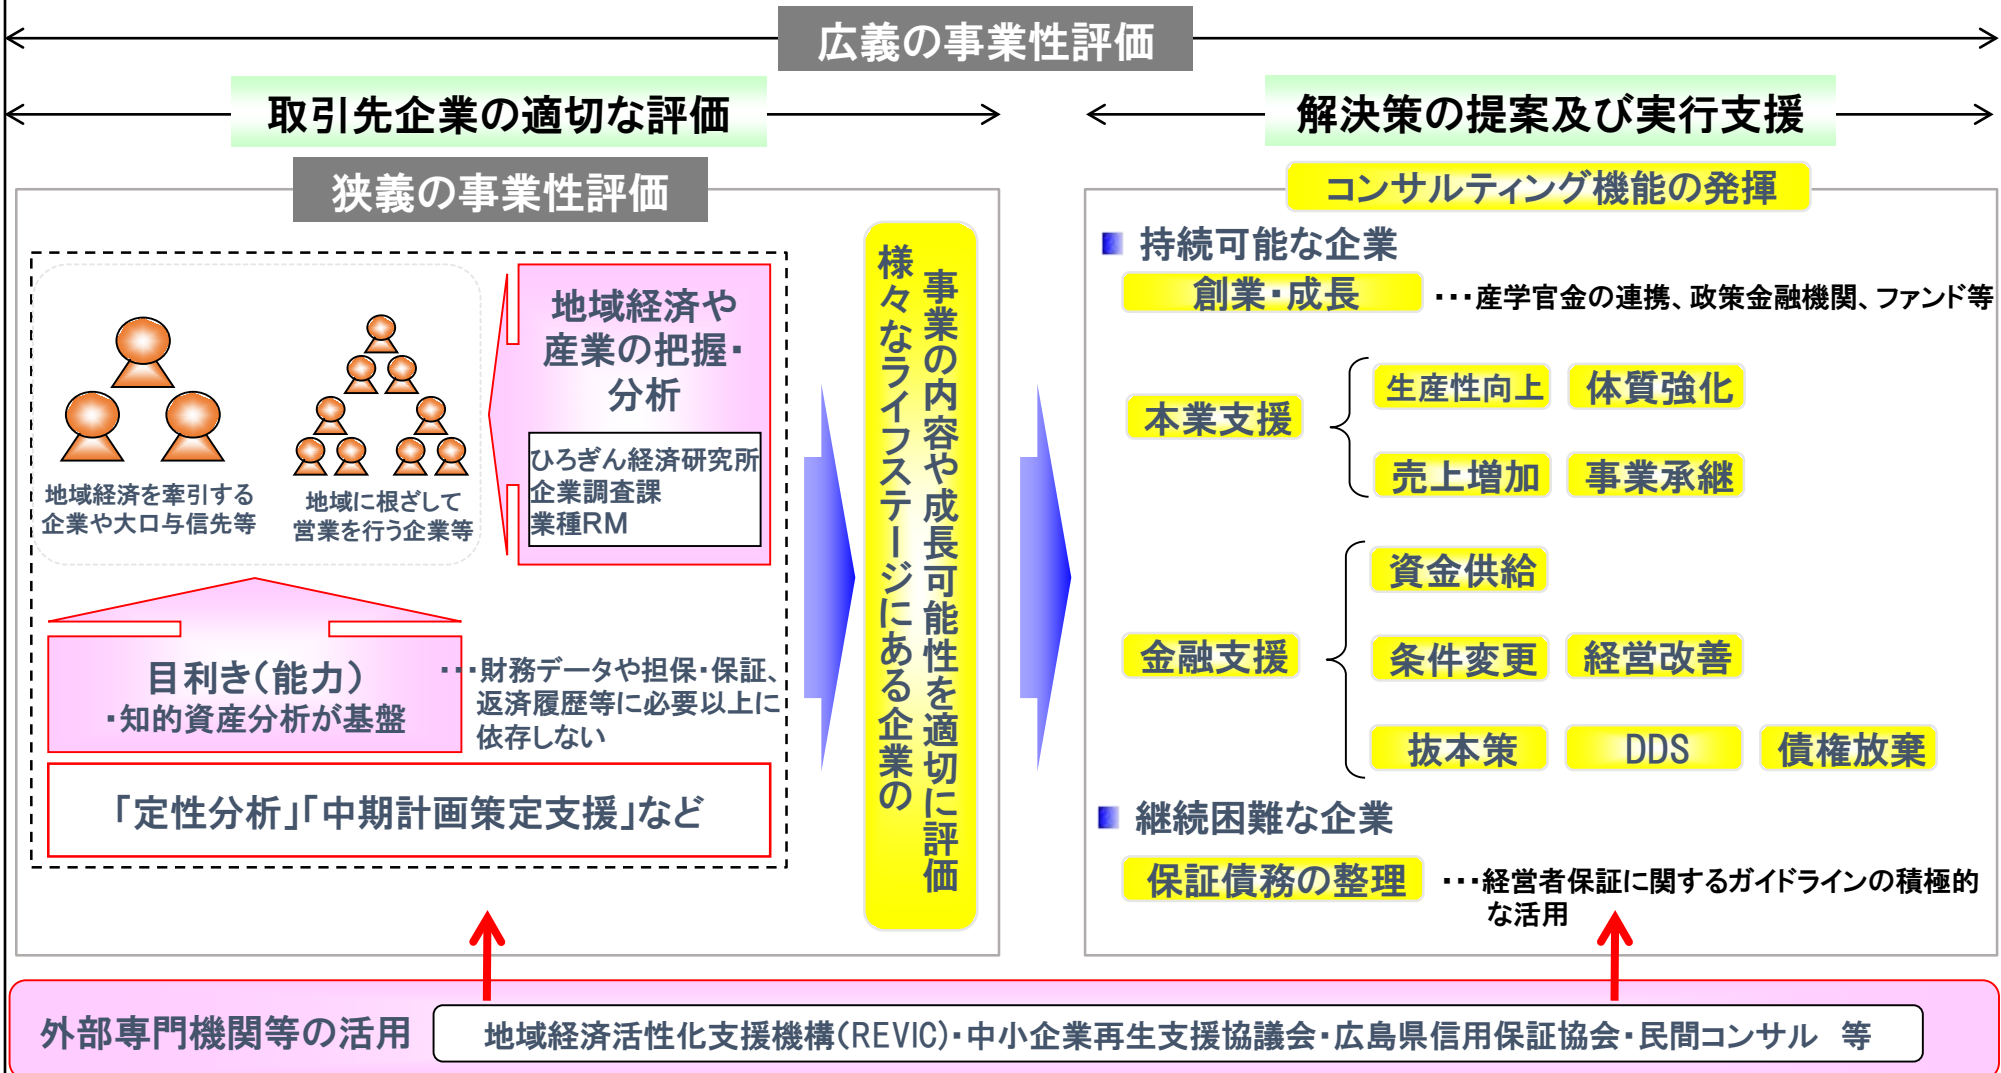 広義の事業性評価
取引先企業の適切な評価
解決策の提案及び実行支援
狭義の事業性評価
地域経済を牽引する
企業や大口与信先等
地域に根ざして
営業を行う企業等
地域経済や
産業の把握・
分析
ひろぎん経済研究所
企業調査課
業種RM
目利き(能力)
・知的資産分析が基盤
・・・財務データや担保・保証、
返済履歴等に必要以上に
依存しない
「定性分析」「中期計画策定支援」など
様々なライフステージにある企業の
事業の内容や成長可能性を適切に評価
コンサルティング機能の発揮
持続可能な企業
創業・成長 ・・・産学官金の連携、政策金融機関、ファンド等
本業支援
生産性向上 体質強化
売上増加 事業承継
金融支援
資金供給
条件変更 経営改善
抜本策 DDS 債権放棄
継続困難な企業
保証債務の整理 ・・・経営者保証に関するガイドラインの積極的
な活用
外部専門機関等の活用 地域経済活性化支援機構(REVIC)・中小企業再生支援協議会・広島県信用保証協会・民間コンサル 等